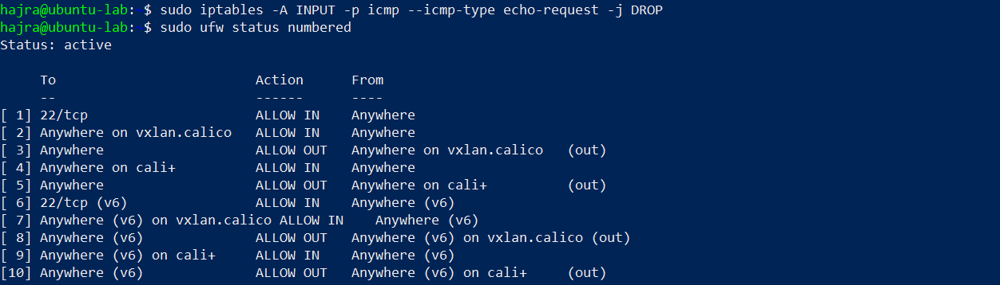 hajra@ubuntu-lab:~$ sudo iptables -A INPUT -p icmp --icmp-type echo-request -j DROP
hajra@ubuntu-lab:~$ sudo ufw status numbered
Status: active

     To                         Action      From
     --                         ------      ----
[ 1] 22/tcp                     ALLOW IN    Anywhere
[ 2] Anywhere on vxlan.calico   ALLOW IN    Anywhere
[ 3] Anywhere                   ALLOW OUT   Anywhere on vxlan.calico   (out)
[ 4] Anywhere on cali+          ALLOW IN    Anywhere
[ 5] Anywhere                   ALLOW OUT   Anywhere on cali+          (out)
[ 6] 22/tcp (v6)                ALLOW IN    Anywhere (v6)
[ 7] Anywhere (v6) on vxlan.calico ALLOW IN    Anywhere (v6)
[ 8] Anywhere (v6)              ALLOW OUT   Anywhere (v6) on vxlan.calico (out)
[ 9] Anywhere (v6) on cali+     ALLOW IN    Anywhere (v6)
[10] Anywhere (v6)              ALLOW OUT   Anywhere (v6) on cali+     (out)